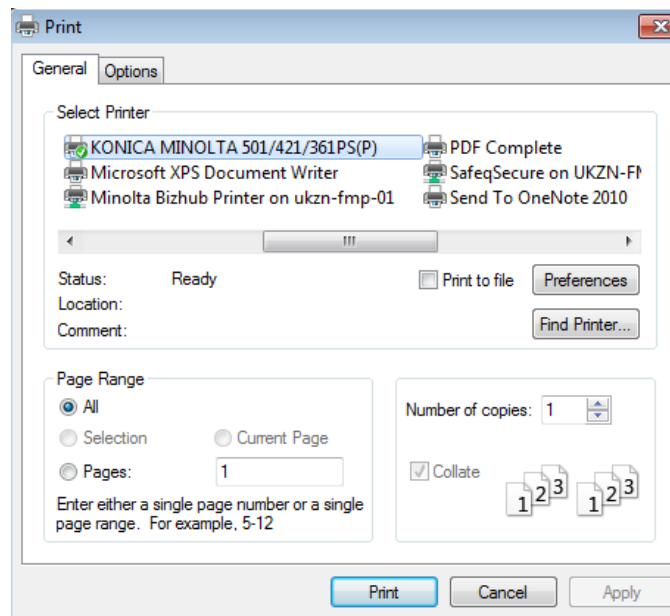 Print
General
Options
Select Printer
KONICA MINOLTA 501/421/361PS(P)
PDF Complete
Microsoft XPS Document Writer
SafeqSecure on UKZN-FM
Minolta Bizhub Printer on ukzn-fmp-01
Send To OneNote 2010
Status: Ready
Print to file
Preferences
Location:
Comment:
Find Printer...
Page Range
All
Selection
Current Page
Pages: 1
Enter either a single page number or a single
page range. For example, 5-12
Number of copies: 1
Collate
1 2 3 1 2 3
Print
Cancel
Apply